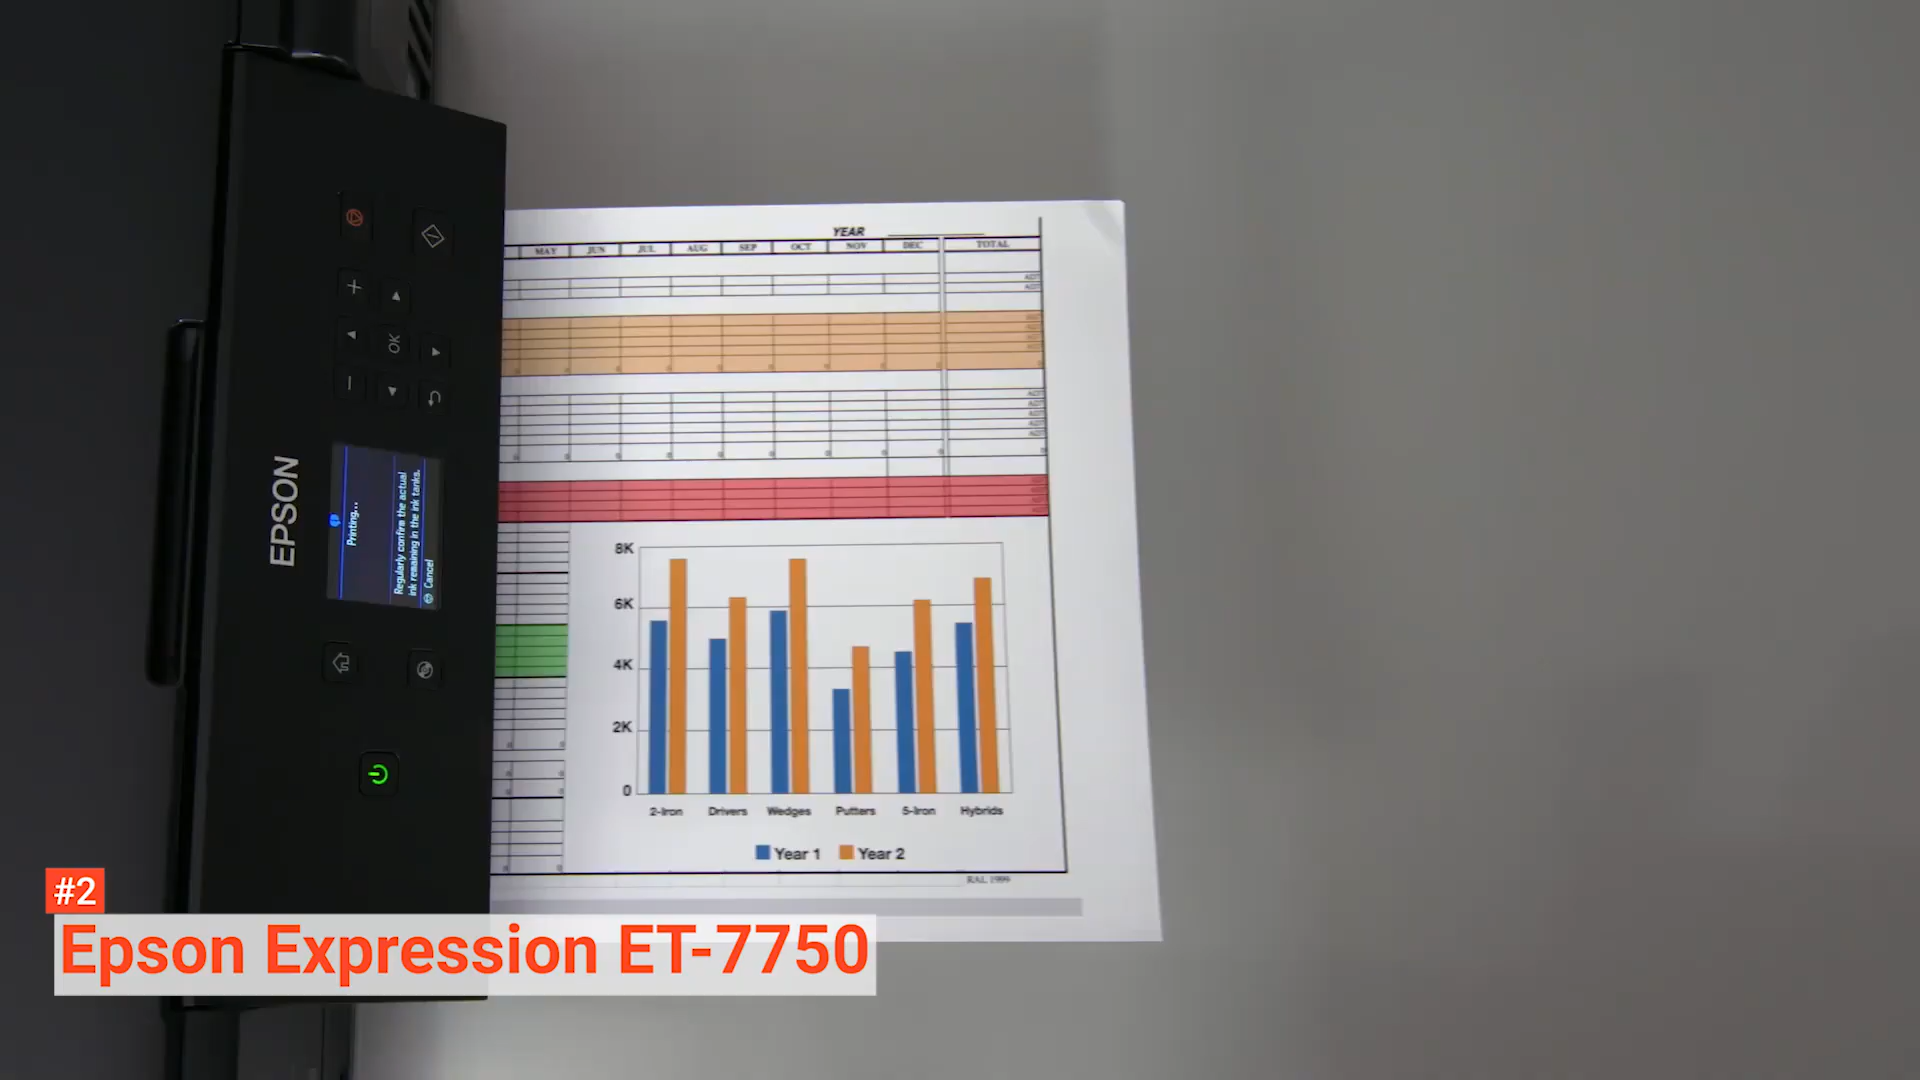 YEAR
MAY JUN JUL AUG SEP OCT NOV DEC TOTAL
OK
EPSON
Printing...
Regularly confirm the actual
ink remaining in the ink tanks.
Cancel
8K
6K
4K
2K
0
2-Iron Drivers Wedges Putters 5-Iron Hybrids
Year 1 Year 2
RAL 1999
#2
Epson Expression ET-7750